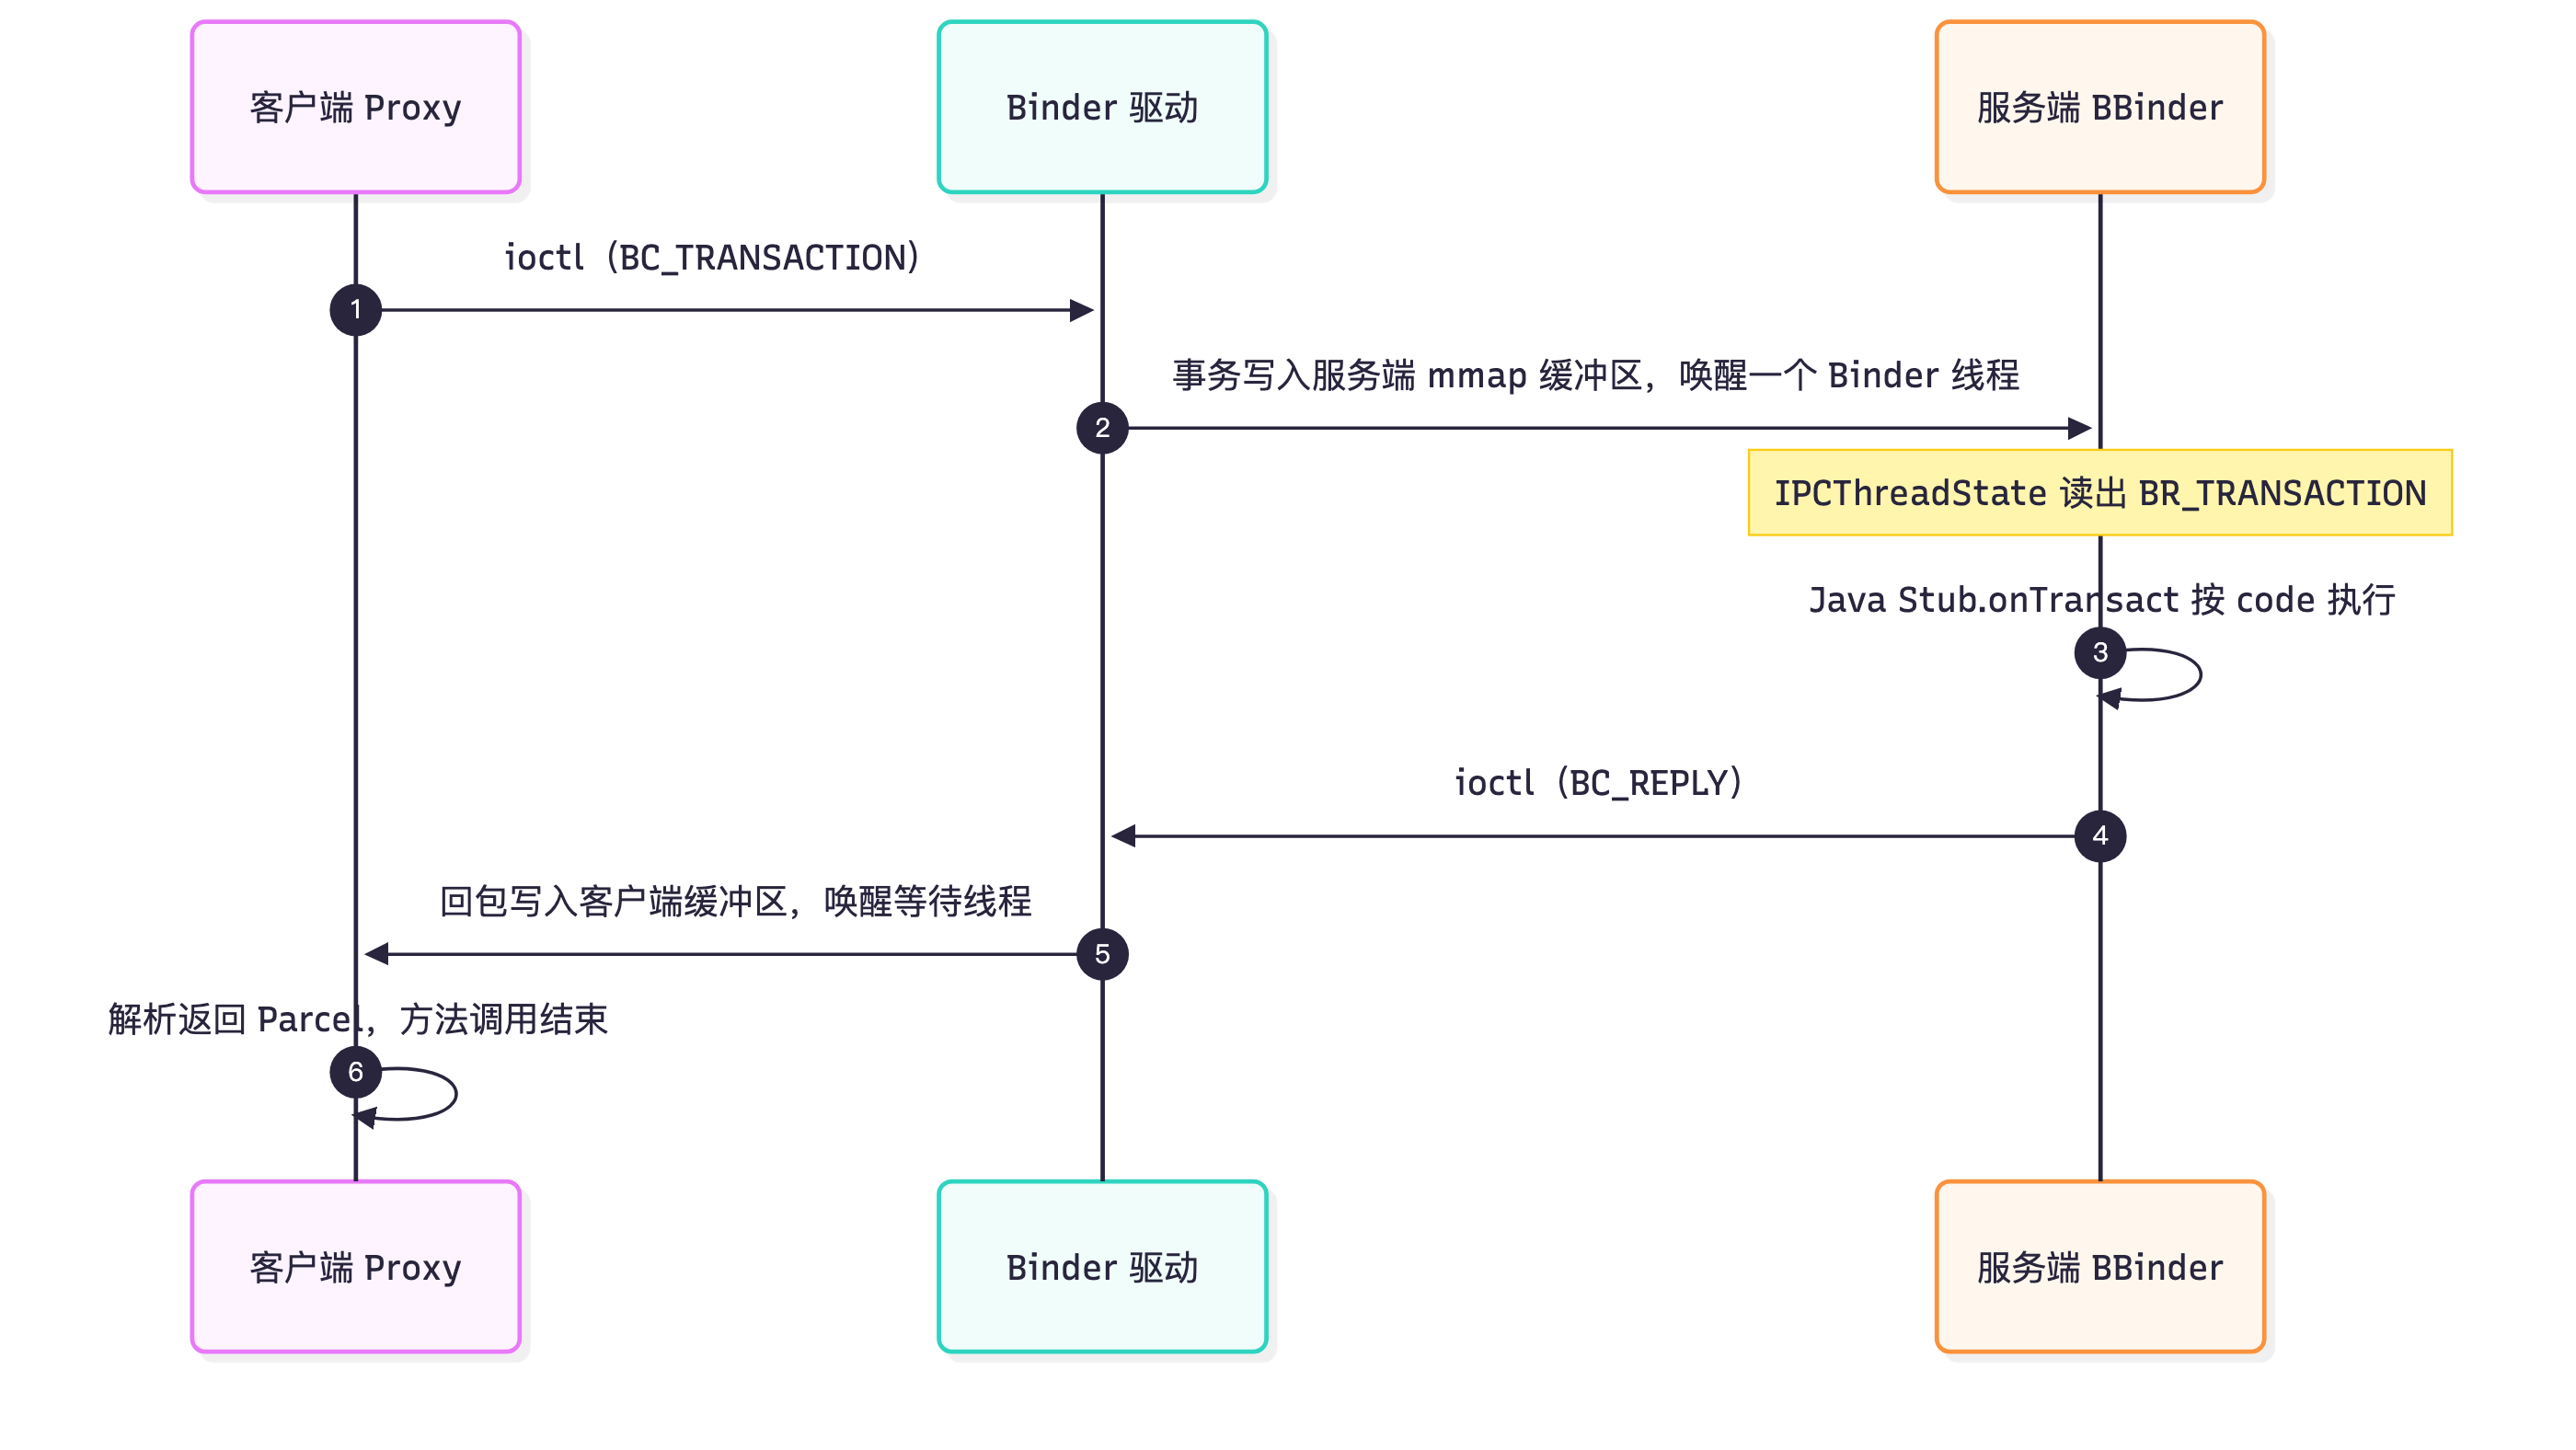 客户端 Proxy
Binder 驱动
服务端 BBinder
ioctl（BC_TRANSACTION）
1
事务写入服务端 mmap 缓冲区，唤醒一个 Binder 线程
2
IPCThreadState 读出 BR_TRANSACTION
Java Stub.onTransact 按 code 执行
3
ioctl（BC_REPLY）
4
回包写入客户端缓冲区，唤醒等待线程
5
解析返回 Parcel，方法调用结束
6
客户端 Proxy
Binder 驱动
服务端 BBinder